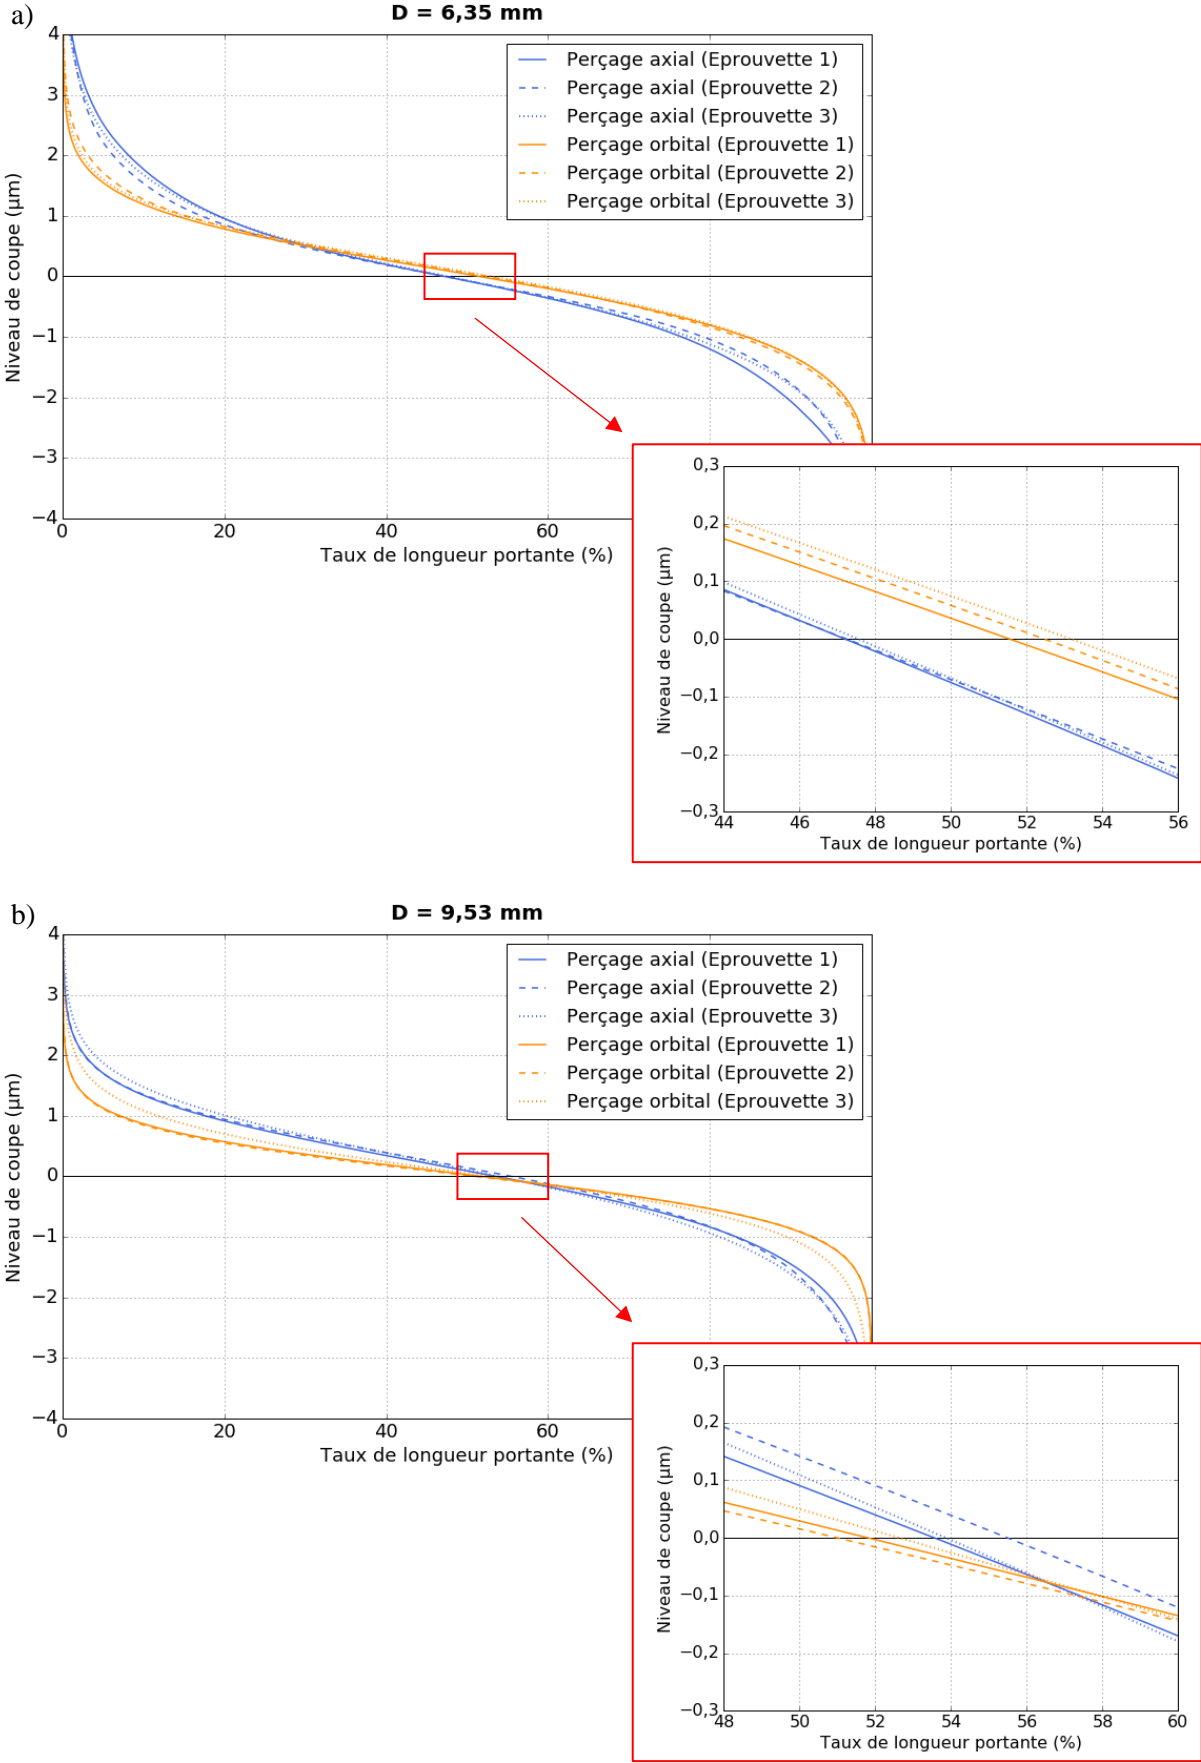 a)
D = 6,35 mm
Perçage axial (Eprouvette 1)
Perçage axial (Eprouvette 2)
Perçage axial (Eprouvette 3)
Perçage orbital (Eprouvette 1)
Perçage orbital (Eprouvette 2)
Perçage orbital (Eprouvette 3)
Niveau de coupe (µm)
4
3
2
1
0
−1
−2
−3
−4
0 20 40 60
Taux de longueur portante (%)
Niveau de coupe (µm)
0,3
0,2
0,1
0,0
−0,1
−0,2
−0,3
44 46 48 50 52 54 56
Taux de longueur portante (%)
b)
D = 9,53 mm
Perçage axial (Eprouvette 1)
Perçage axial (Eprouvette 2)
Perçage axial (Eprouvette 3)
Perçage orbital (Eprouvette 1)
Perçage orbital (Eprouvette 2)
Perçage orbital (Eprouvette 3)
Niveau de coupe (µm)
4
3
2
1
0
−1
−2
−3
−4
0 20 40 60
Taux de longueur portante (%)
Niveau de coupe (µm)
0,3
0,2
0,1
0,0
−0,1
−0,2
−0,3
48 50 52 54 56 58 60
Taux de longueur portante (%)